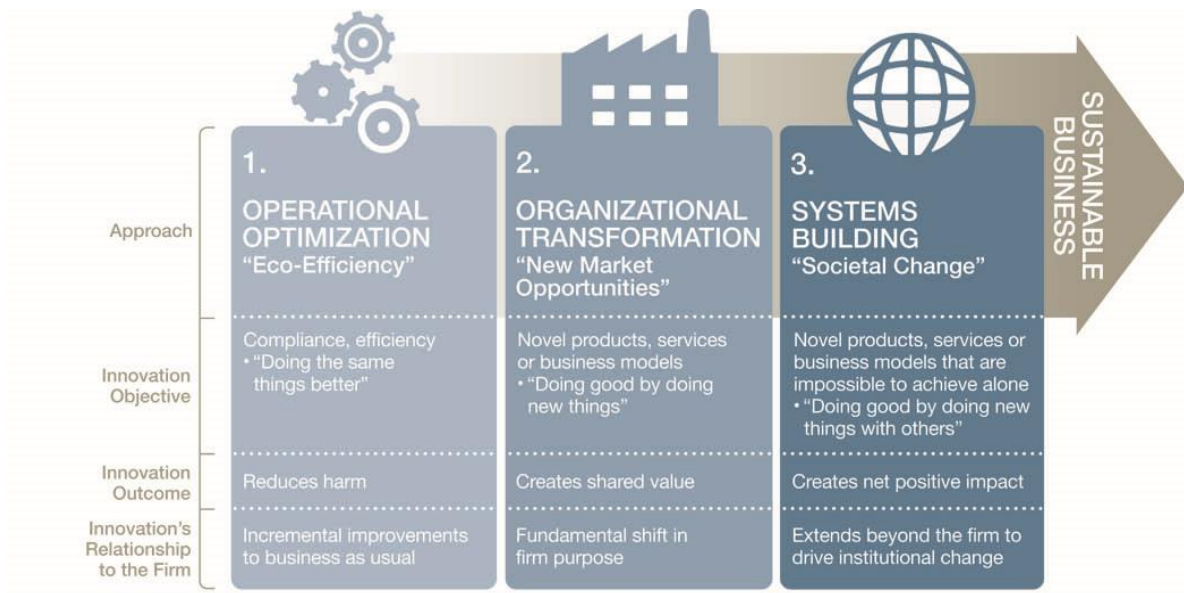 SUSTAINABLE
BUSINESS
Approach
1.
OPERATIONAL
OPTIMIZATION
“Eco-Efficiency”
2.
ORGANIZATIONAL
TRANSFORMATION
“New Market
Opportunities”
3.
SYSTEMS
BUILDING
“Societal Change”
Innovation
Objective
Compliance, efficiency
• “Doing the same
things better”
Novel products, services
or business models
• “Doing good by doing
new things”
Novel products, services or
business models that are
impossible to achieve alone
• “Doing good by doing new
things with others”
Innovation
Outcome
Reduces harm
Creates shared value
Creates net positive impact
Innovation’s
Relationship
to the Firm
Incremental improvements
to business as usual
Fundamental shift in
firm purpose
Extends beyond the firm to
drive institutional change